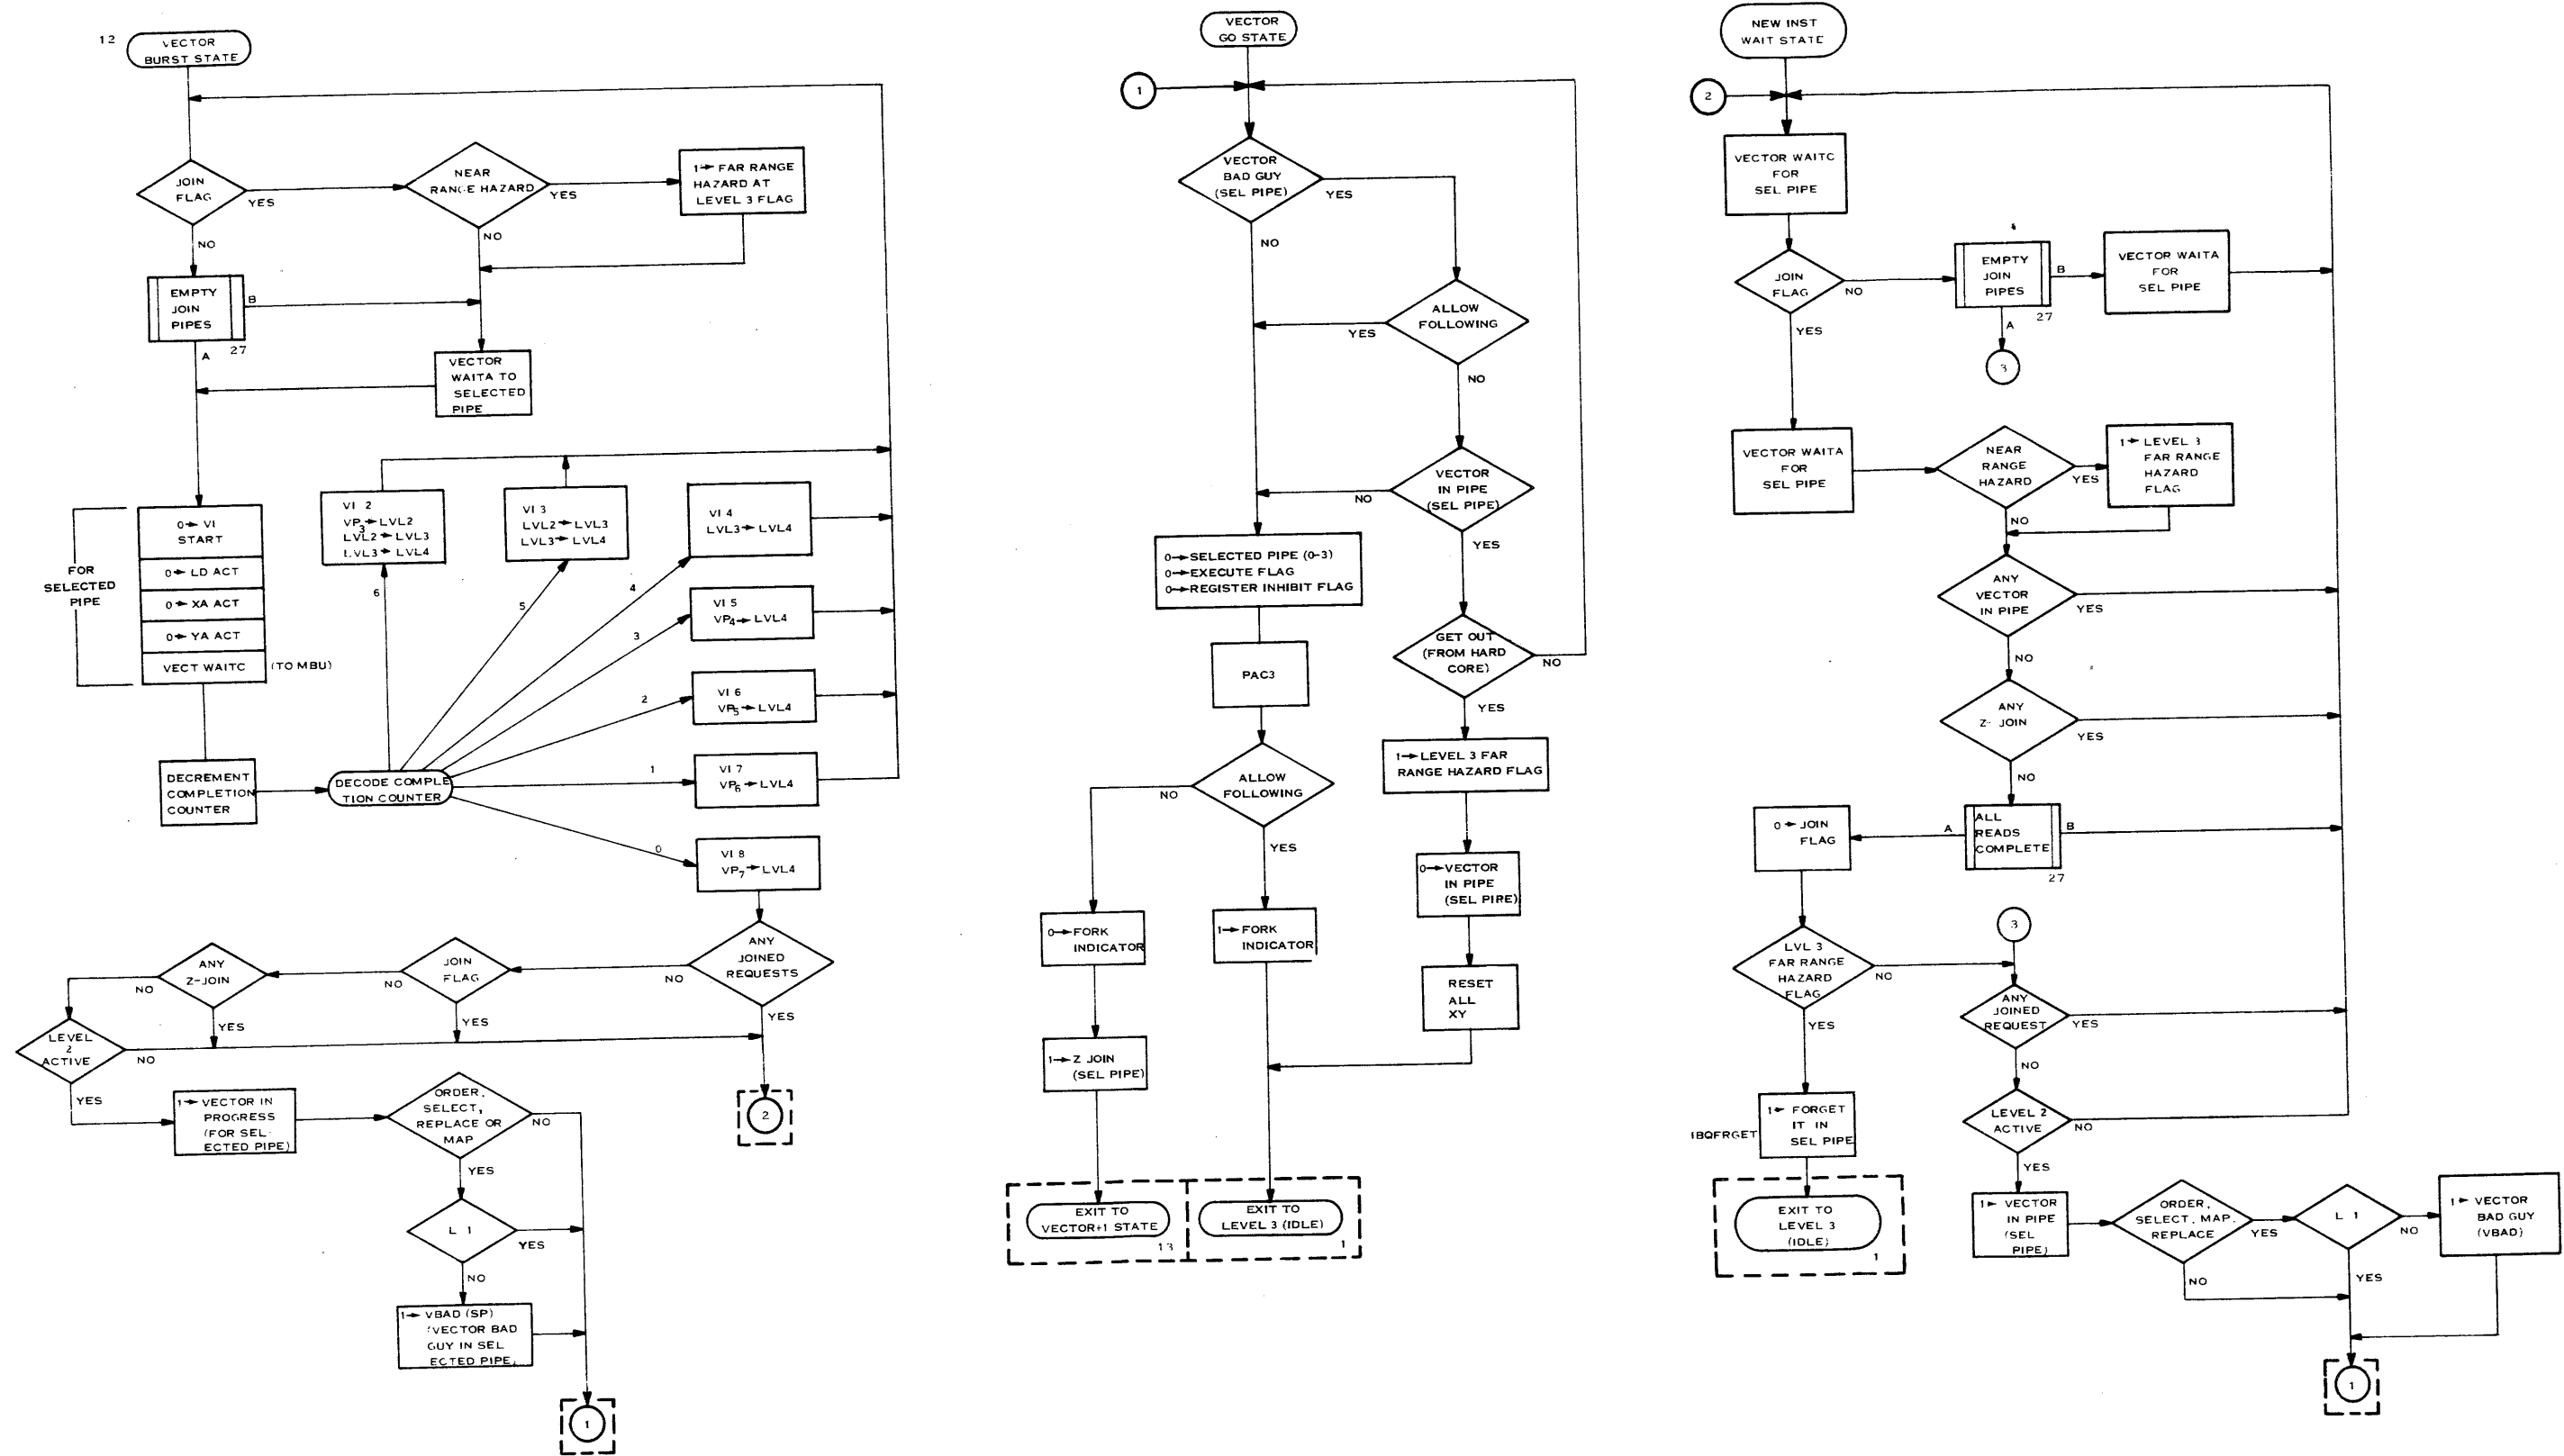 12
VECTOR
BURST STATE
JOIN
FLAG
YES
NO
NEAR
RANGE HAZARD
YES
NO
1→ FAR RANGE
HAZARD AT
LEVEL 3 FLAG
EMPTY
JOIN
PIPES
B
A
27
VECTOR
WAITA TO
SELECTED
PIPE
FOR
SELECTED
PIPE
0→ VI
START
0→ LD ACT
0→ XA ACT
0→ YA ACT
VECT WAITC
(TO MBU)
DECREMENT
COMPLETION
COUNTER
DECODE COMPLE
TION COUNTER
6
VI 2
VP3→LVL2
LVL2→LVL3
LVL3→LVL4
5
VI 3
LVL2→LVL3
LVL3→LVL4
4
VI 4
LVL3→LVL4
3
VI 5
VP4→LVL4
2
VI 6
VP5→LVL4
1
VI 7
VP6→LVL4
0
VI 8
VP7→LVL4
ANY
JOINED
REQUESTS
NO
YES
JOIN
FLAG
NO
YES
ANY
Z-JOIN
NO
YES
LEVEL
2
ACTIVE
NO
YES
2
1→VECTOR IN
PROGRESS
(FOR SEL-
ECTED PIPE)
ORDER,
SELECT,
REPLACE OR
MAP
NO
YES
L 1
YES
NO
1→ VBAD (SP)
(VECTOR BAD
GUY IN SEL
ECTED PIPE)
1
VECTOR
GO STATE
1
VECTOR
BAD GUY
(SEL PIPE)
YES
NO
ALLOW
FOLLOWING
YES
NO
VECTOR
IN PIPE
(SEL PIPE)
NO
YES
0→SELECTED PIPE (0-3)
0→EXECUTE FLAG
0→REGISTER INHIBIT FLAG
PAC3
GET OUT
(FROM HARD
CORE)
NO
YES
ALLOW
FOLLOWING
NO
YES
1→LEVEL 3 FAR
RANGE HAZARD FLAG
0→VECTOR
IN PIPE
(SEL PIPE)
0→FORK
INDICATOR
1→FORK
INDICATOR
RESET
ALL
XY
1→Z JOIN
(SEL PIPE)
EXIT TO
VECTOR+1 STATE
13
EXIT TO
LEVEL 3 (IDLE)
1
NEW INST
WAIT STATE
2
VECTOR WAITC
FOR
SEL PIPE
JOIN
FLAG
NO
YES
EMPTY
JOIN
PIPES
B
A
27
3
VECTOR WAITA
FOR
SEL PIPE
VECTOR WAITA
FOR
SEL PIPE
NEAR
RANGE
HAZARD
YES
NO
1→ LEVEL 3
FAR RANGE
HAZARD
FLAG
ANY
VECTOR
IN PIPE
YES
NO
ANY
Z- JOIN
YES
NO
ALL
READS
COMPLETE
A
B
27
0→ JOIN
FLAG
LVL 3
FAR RANGE
HAZARD
FLAG
NO
YES
3
ANY
JOINED
REQUEST
YES
NO
LEVEL 2
ACTIVE
NO
YES
IBQFRGET
1→ FORGET
IT IN
SEL PIPE
EXIT TO
LEVEL 3
(IDLE)
1
1→ VECTOR
IN PIPE
(SEL
PIPE)
ORDER,
SELECT, MAP,
REPLACE
YES
NO
L 1
NO
YES
1→ VECTOR
BAD GUY
(VBAD)
1